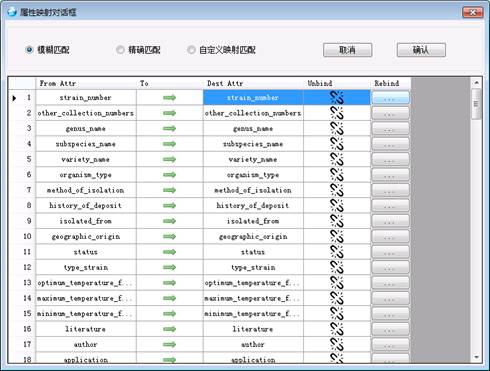 属性映射对话框
模糊匹配 精确匹配 自定义映射匹配 取消 确认
From Attr To Dest Attr Unbind Rebind
1 strain_number strain_number ...
2 other_collection_numbers other_collection_numbers ...
3 genus_name genus_name ...
4 subspecies_name subspecies_name ...
5 variety_name variety_name ...
6 organism_type organism_type ...
7 method_of_isolation method_of_isolation ...
8 history_of_deposit history_of_deposit ...
9 isolated_from isolated_from ...
10 geographic_origin geographic_origin ...
11 status status ...
12 type_strain type_strain ...
13 optimum_temperature_f... optimum_temperature_f... ...
14 maximum_temperature_f... maximum_temperature_f... ...
15 minimum_temperature_f... minimum_temperature_f... ...
16 literature literature ...
17 author author ...
18 application application ...